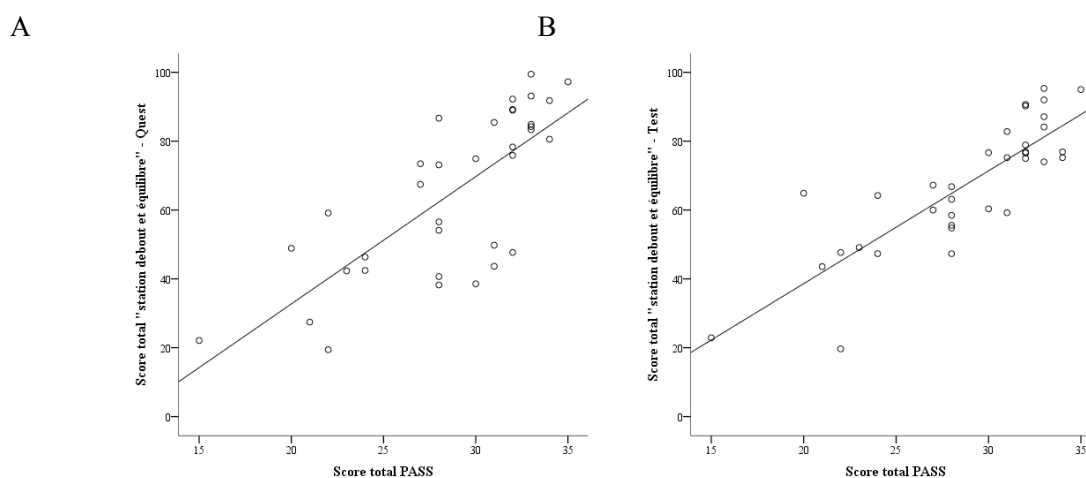 A
B
Score total "station debout et équilibre" - Quest
100
80
60
40
20
0
15 20 25 30 35
Score total PASS
Score total "station debout et équilibre" - Test
100
80
60
40
20
0
15 20 25 30 35
Score total PASS